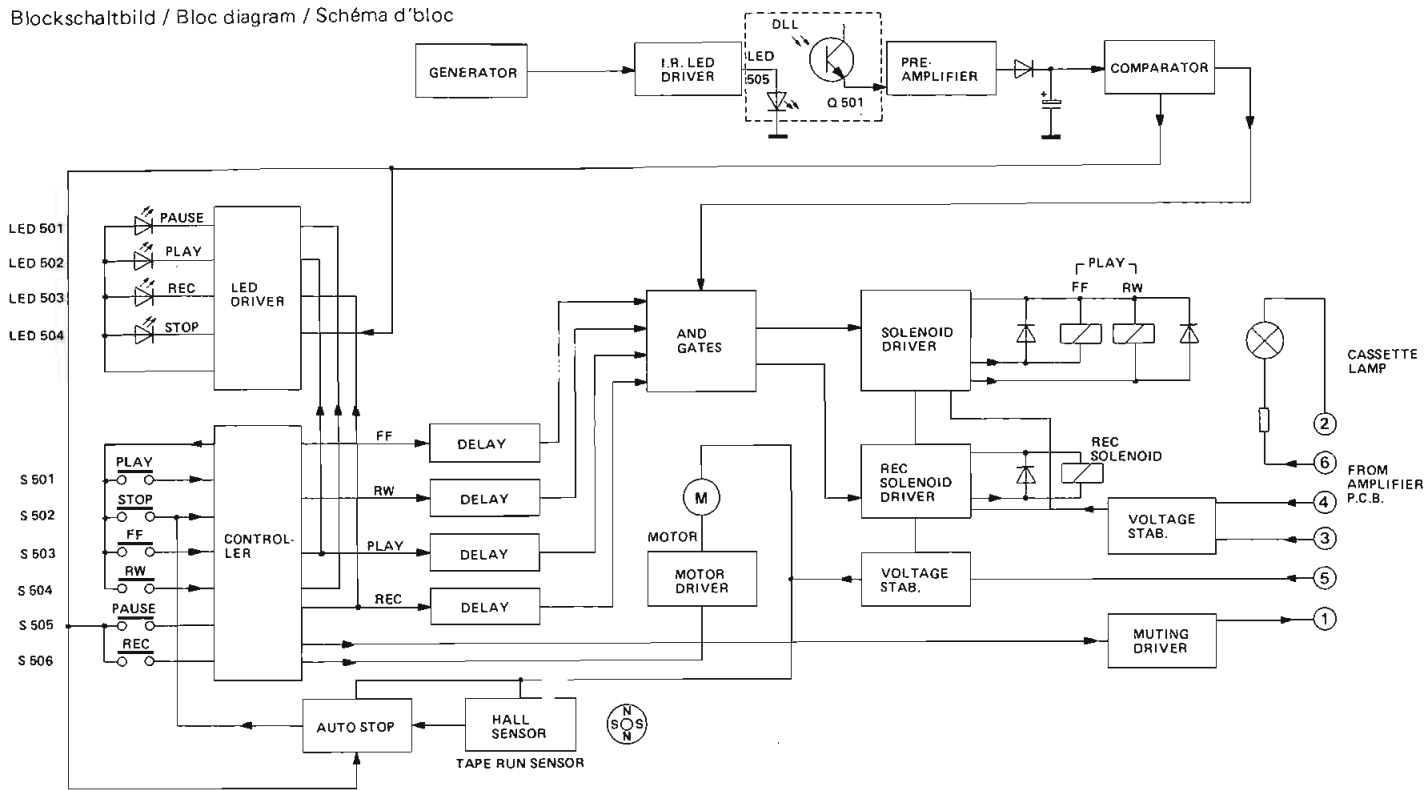 Blockschaltbild / Bloc diagram / Schéma d'bloc
GENERATOR
I.R. LED
DRIVER
LED
505
DLL
Q 501
PRE-
AMPLIFIER
+
COMPARATOR
LED 501
PAUSE
LED 502
PLAY
LED 503
REC
LED 504
STOP
LED
DRIVER
AND
GATES
SOLENOID
DRIVER
PLAY
FF
RW
CASSETTE
LAMP
2
6
FROM
AMPLIFIER
P.C.B.
4
3
5
1
S 501
PLAY
S 502
STOP
S 503
FF
S 504
RW
S 505
PAUSE
S 506
REC
CONTROL-
LER
FF
DELAY
RW
DELAY
PLAY
DELAY
REC
DELAY
M
MOTOR
MOTOR
DRIVER
REC
SOLENOID
DRIVER
REC
SOLENOID
VOLTAGE
STAB.
VOLTAGE
STAB.
MUTING
DRIVER
AUTO STOP
HALL
SENSOR
TAPE RUN SENSOR
N
S S
N